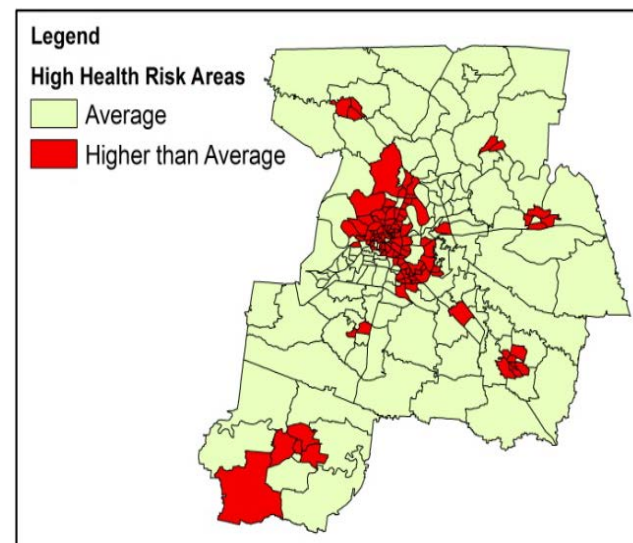 Legend
High Health Risk Areas
Average
Higher than Average